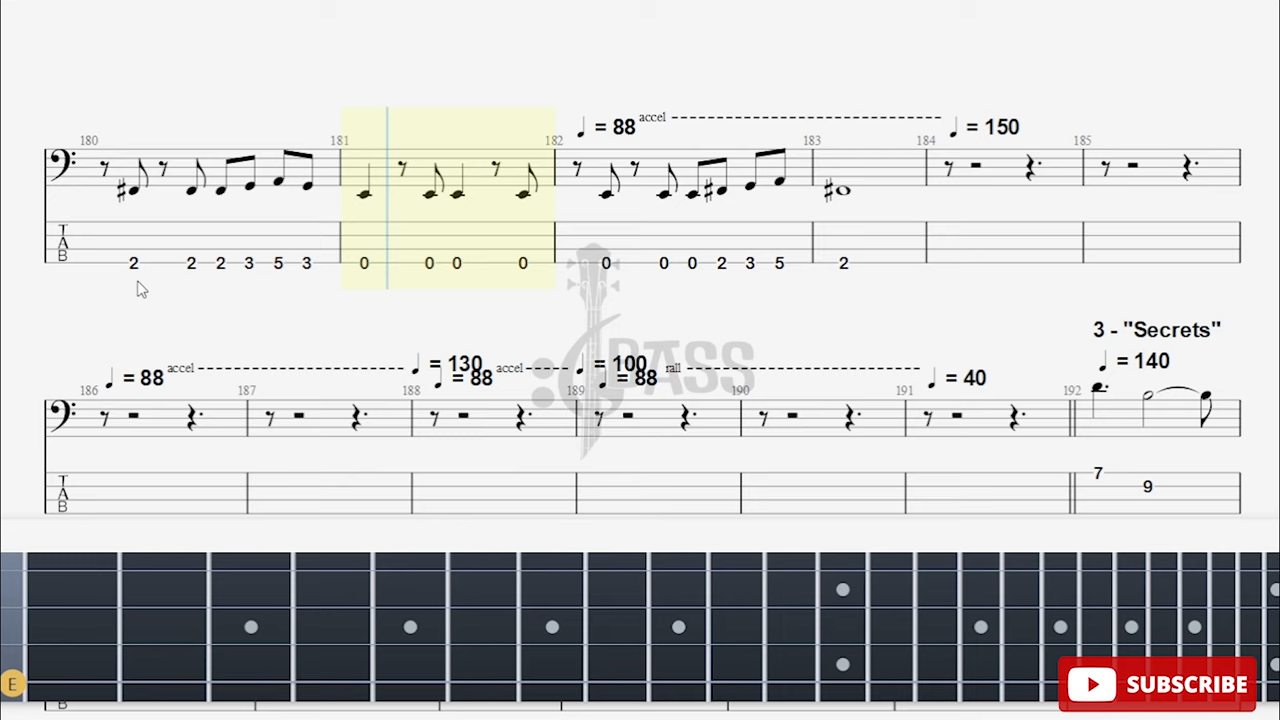 180 181 182 183 184 185
= 88 accel = 150
T
A
B
2 2 2 3 5 3 0 0 0 0 0 0 0 2 3 5 2
BASS
3 - "Secrets"
186 187 188 189 190 191 192
= 88 accel = 130 = 88 accel = 100 = 88 rall = 40 = 140
T
A
B
7
9
E
B
SUBSCRIBE